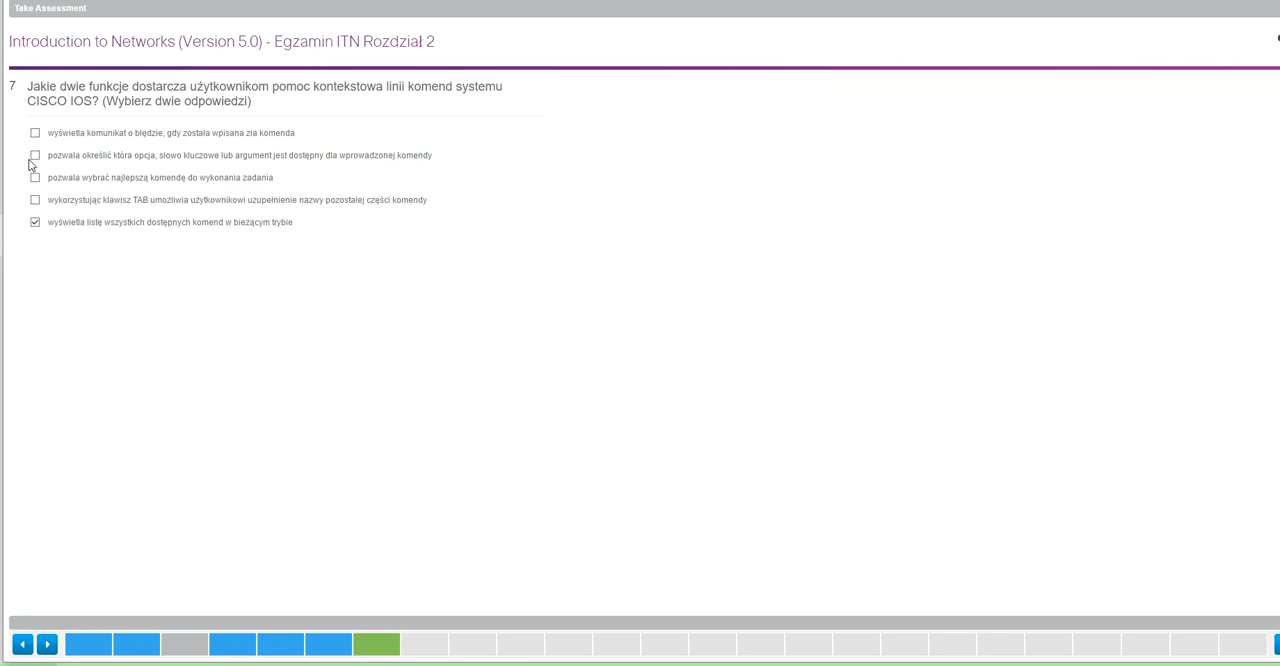 Take Assessment
Introduction to Networks (Version 5.0) - Egzamin ITN Rozdział 2
7 Jakie dwie funkcje dostarcza użytkownikom pomoc kontekstowa linii komend systemu
CISCO IOS? (Wybierz dwie odpowiedzi)
wyświetla komunikat o błędzie, gdy została wpisana zła komenda
pozwala określić która opcja, słowo kluczowe lub argument jest dostępny dla wprowadzonej komendy
pozwala wybrać najlepszą komendę do wykonania zadania
wykorzystując klawisz TAB umożliwia użytkownikowi uzupełnienie nazwy pozostałej części komendy
wyświetla listę wszystkich dostępnych komend w bieżącym trybie